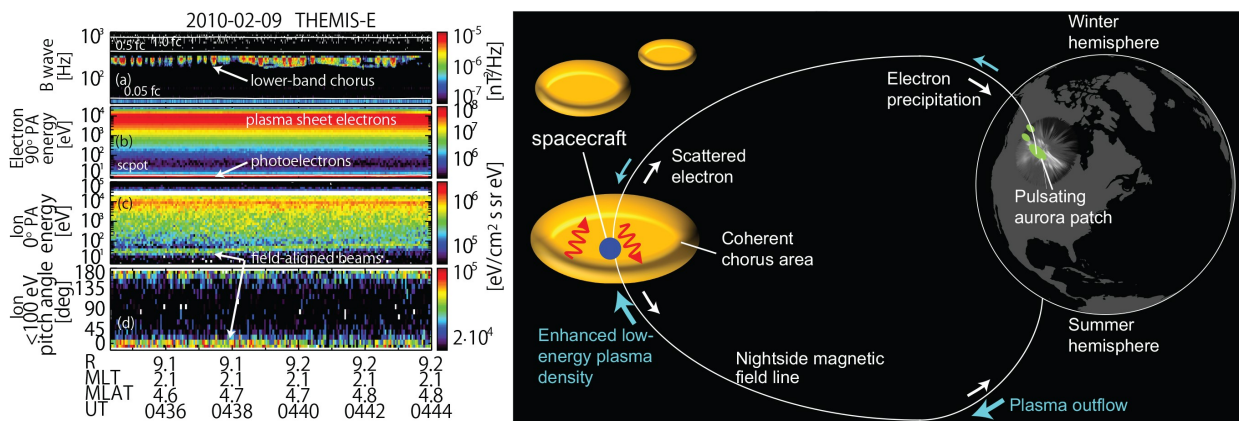 2010-02-09 THEMIS-E
B wave
[Hz]
10³
10²
0.5 fc
1.0 fc
lower-band chorus
(a)
0.05 fc
10⁻⁵
10⁻⁶
10⁻⁷
[nT²/Hz]
Electron
90° PA
energy
[eV]
10⁴
10³
10²
10¹
plasma sheet electrons
(b)
scpot
photoelectrons
10⁸
10⁷
10⁶
Ion
0° PA
energy
[eV]
10⁵
10⁴
10³
10²
10¹
(c)
field-aligned beams
10⁶
10⁵
[eV/cm² s sr eV]
Ion
<100 eV
pitch angle
[deg]
180
135
90
45
0
(d)
10⁵
2·10⁴
R 9.1 9.1 9.2 9.2 9.2
MLT 2.1 2.1 2.1 2.1 2.1
MLAT 4.6 4.7 4.7 4.8 4.8
UT 0436 0438 0440 0442 0444
Winter
hemisphere
Electron
precipitation
spacecraft
Scattered
electron
Pulsating
aurora patch
Coherent
chorus area
Enhanced low-
energy plasma
density
Nightside magnetic
field line
Summer
hemisphere
Plasma outflow